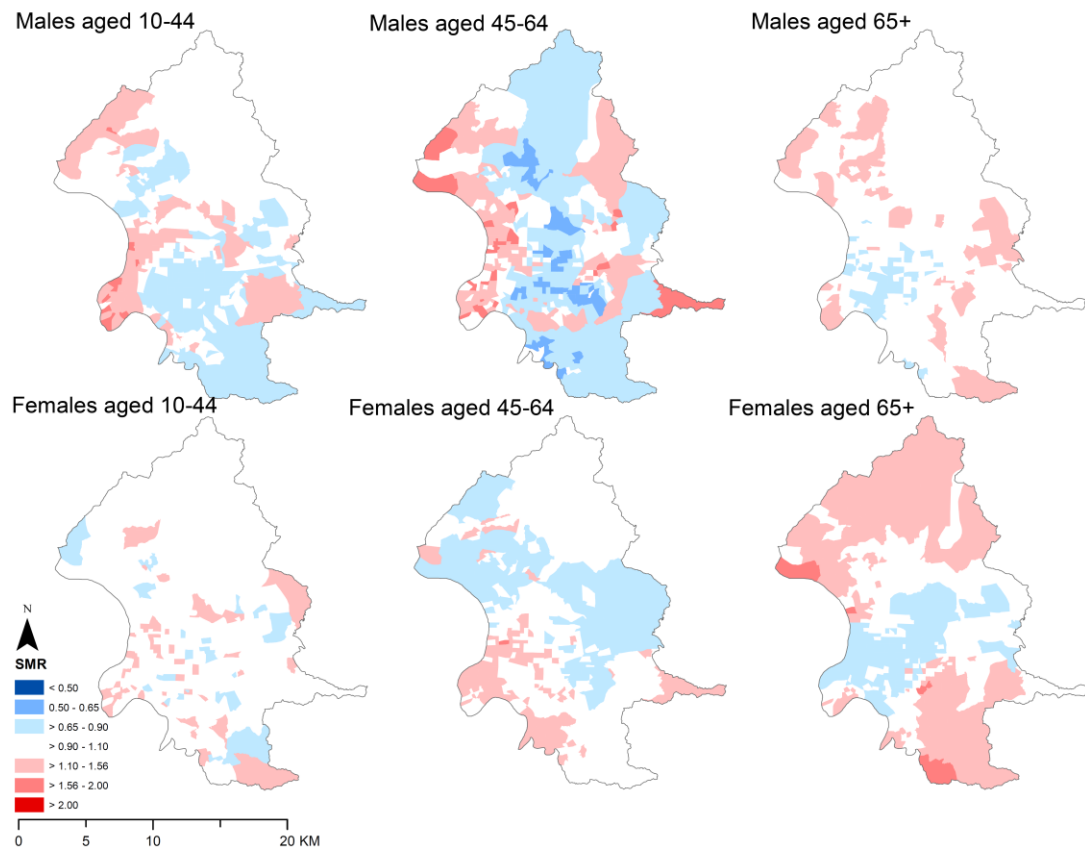 Males aged 10-44
Males aged 45-64
Males aged 65+
Females aged 10-44
Females aged 45-64
Females aged 65+
N
SMR
< 0.50
0.50 - 0.65
> 0.65 - 0.90
> 0.90 - 1.10
> 1.10 - 1.56
> 1.56 - 2.00
> 2.00
0 5 10 20 KM